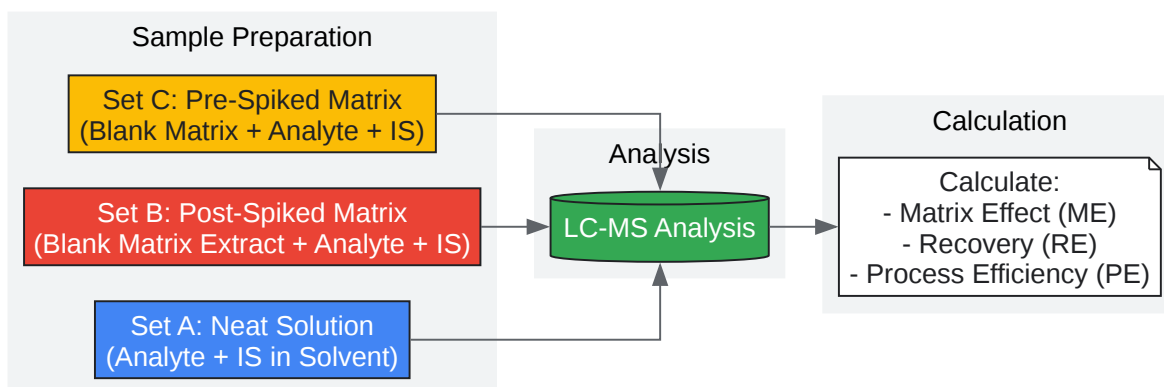 Sample Preparation
Set C: Pre-Spiked Matrix
(Blank Matrix + Analyte + IS)
Set B: Post-Spiked Matrix
(Blank Matrix Extract + Analyte + IS)
Set A: Neat Solution
(Analyte + IS in Solvent)
Analysis
LC-MS Analysis
Calculation
Calculate:
- Matrix Effect (ME)
- Recovery (RE)
- Process Efficiency (PE)